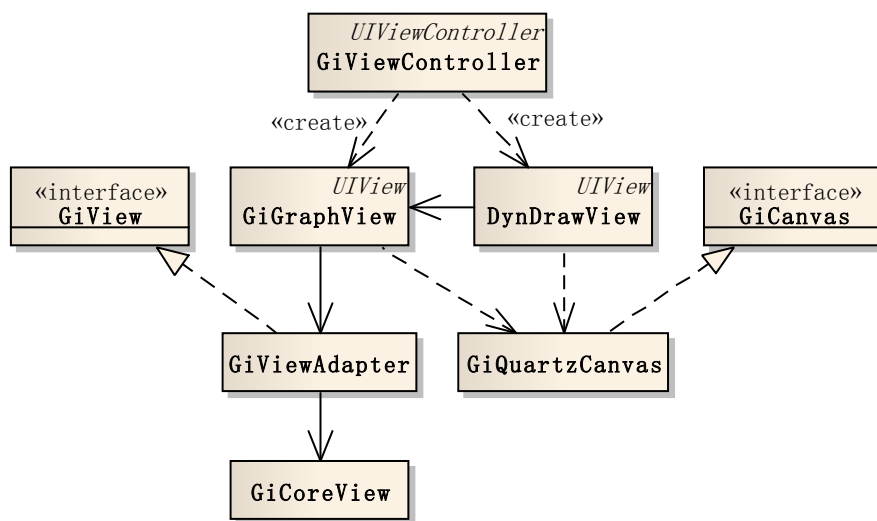 UIViewController
GiViewController
«create»
«create»
«interface»
GiView
UIView
GiGraphView
UIView
DynDrawView
«interface»
GiCanvas
GiViewAdapter
GiQuartzCanvas
GiCoreView